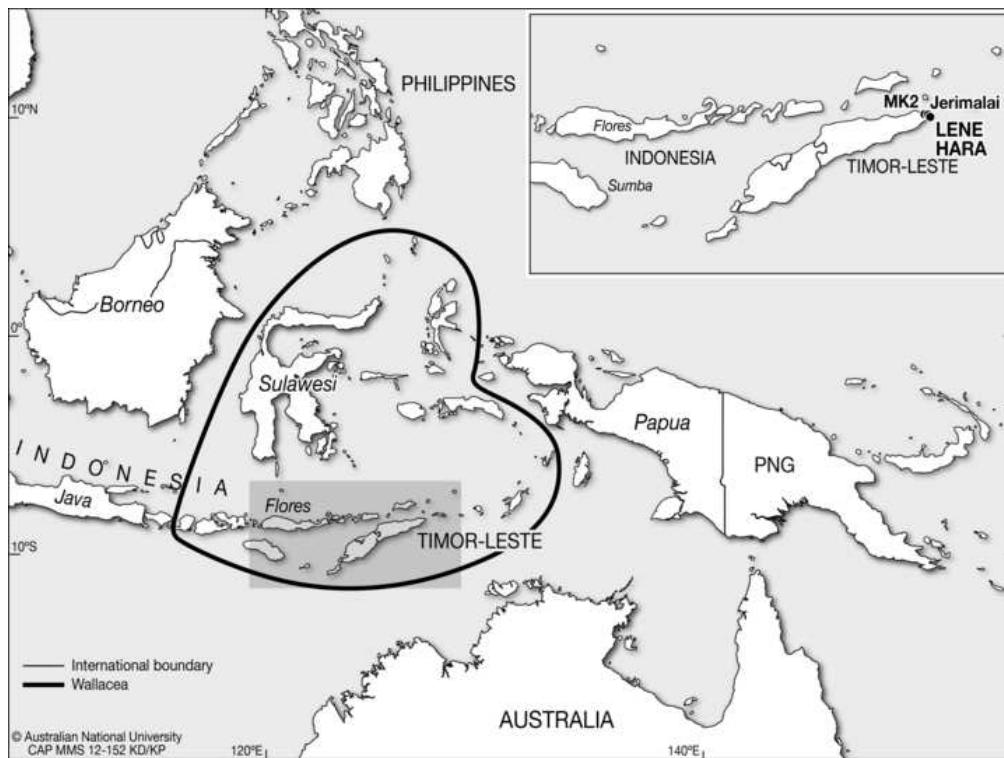 PHILIPPINES
10°N
MK2 Jerimalai
LENE
HARA
Flores
INDONESIA
TIMOR-LESTE
Sumba
Borneo
0°
Sulawesi
Papua
PNG
INDONESIA
Java
Flores
TIMOR-LESTE
10°S
International boundary
Wallacea
AUSTRALIA
© Australian National University
CAP MMS 12-152 KD/KP
120°E
140°E